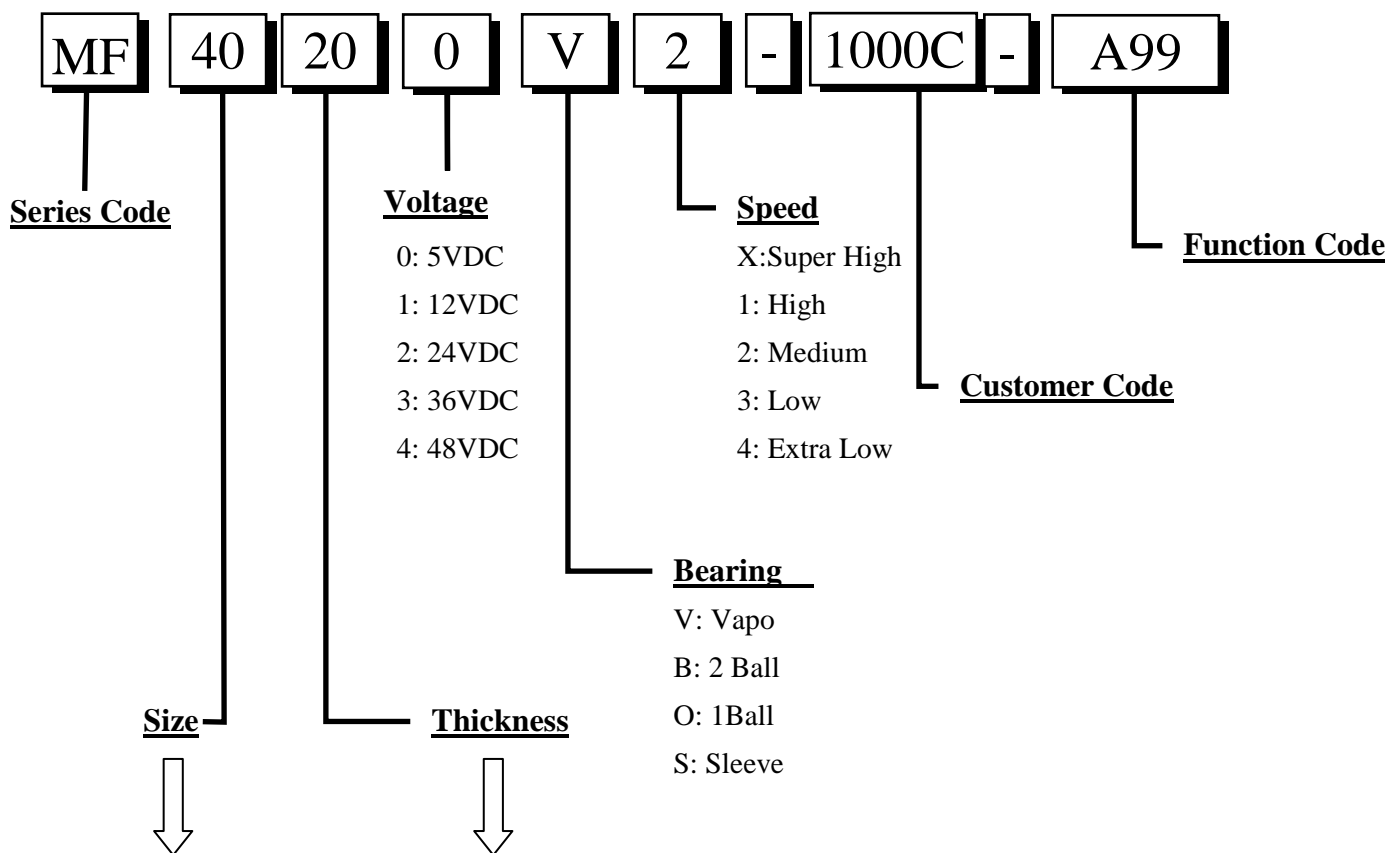 MF 40 20 0 V 2 - 1000C - A99
Series Code
Voltage
0: 5VDC
1: 12VDC
2: 24VDC
3: 36VDC
4: 48VDC
Speed
X:Super High
1: High
2: Medium
3: Low
4: Extra Low
Function Code
Customer Code
Bearing
V: Vapo
B: 2 Ball
O: 1Ball
S: Sleeve
Size
Thickness